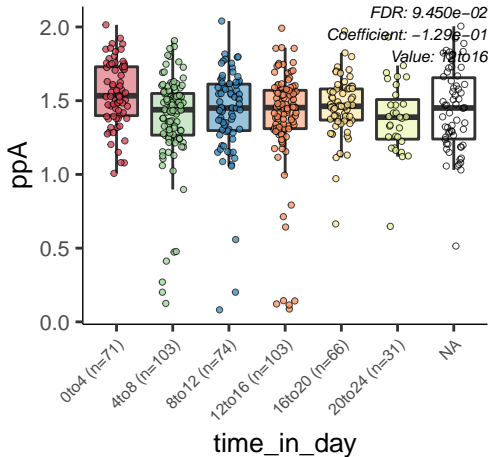 FDR: 9.450e−02
Coefficient: −1.29e−01
Value: 12to16
2.0
1.5
1.0
0.5
0.0
ppA
0to4 (n=71)
4to8 (n=103)
8to12 (n=74)
12to16 (n=103)
16to20 (n=66)
20to24 (n=31)
NA
time_in_day